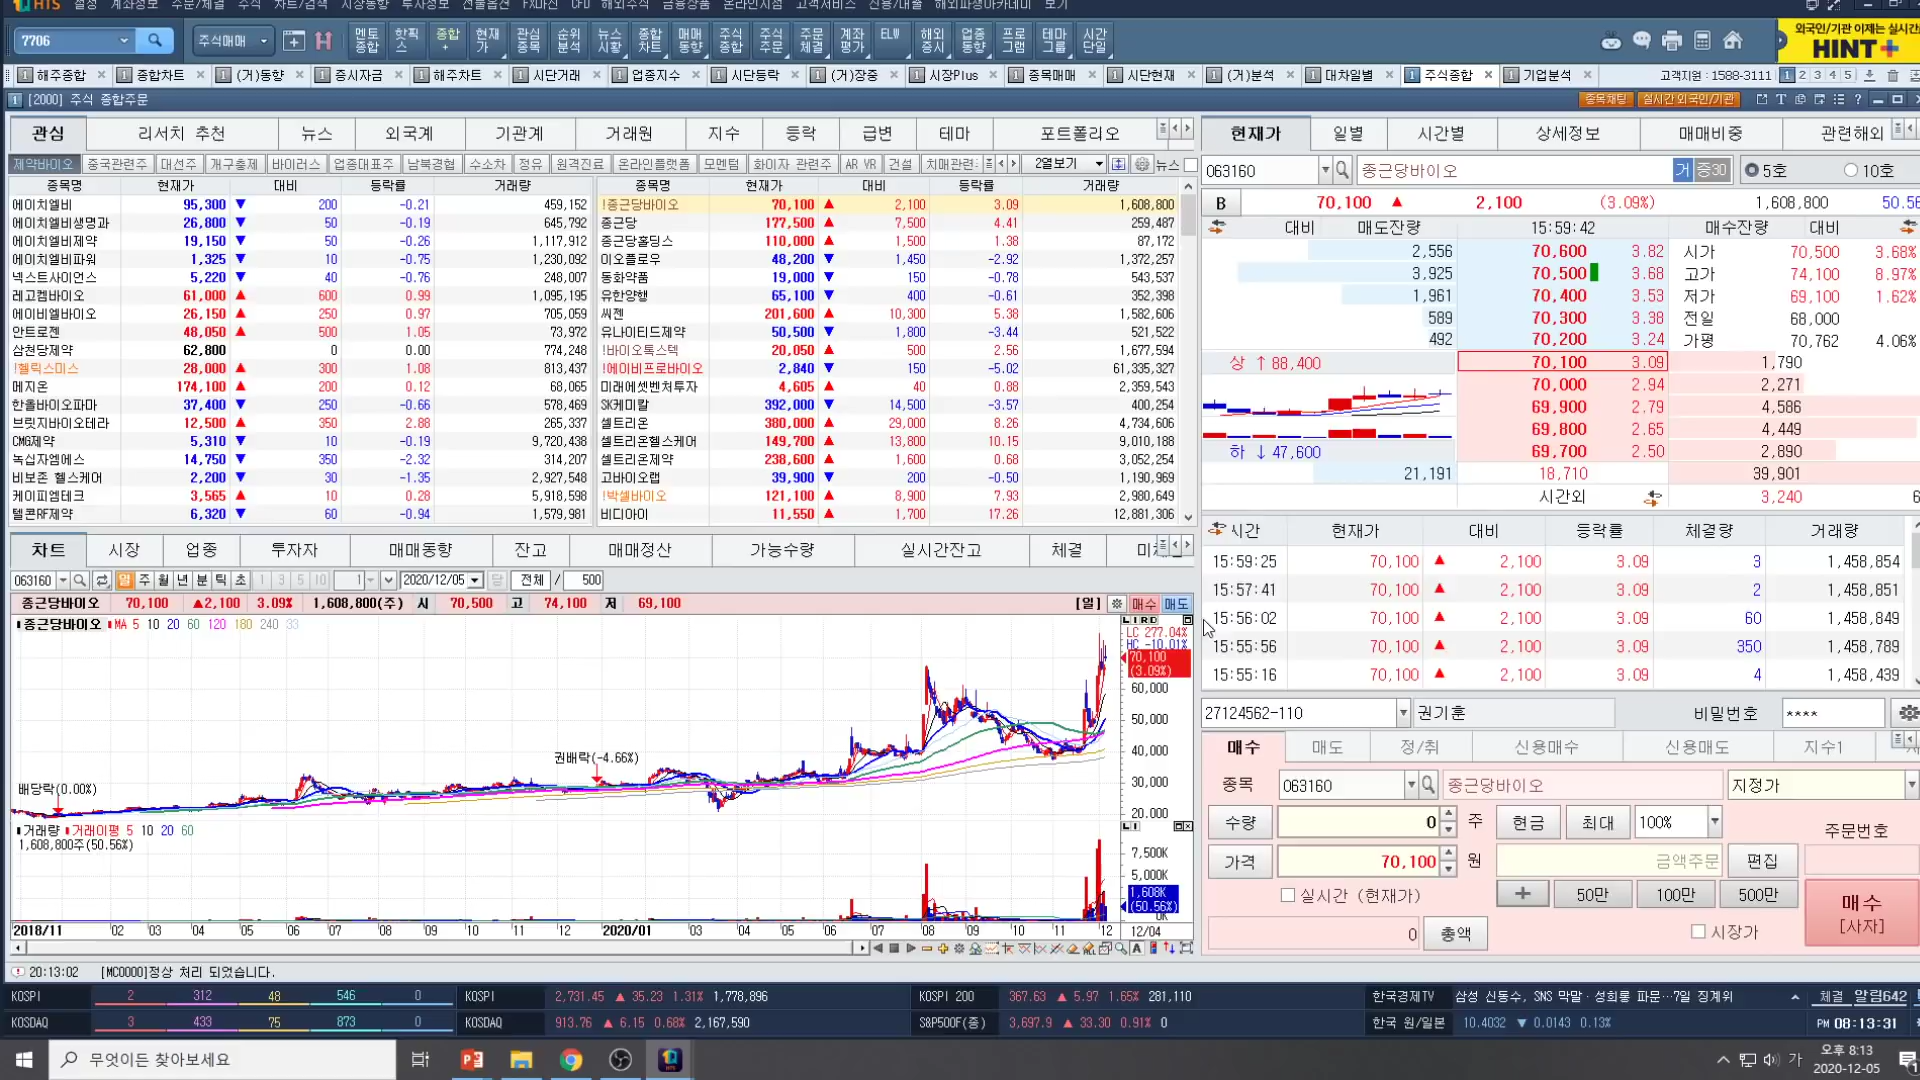 HTS 설정 계좌정보 주문/체결 주식 차트/검색 시장동향 투자정보 선물옵션 FX마진 CFD 해외주식 금융상품 온라인지점 고객서비스 신용/대출 해외파생아카데미 보기
7706 주식매매 멘토종합 핫픽스 종합+ 현재가 관심종목 순위분석 뉴스시황 종합차트 매매동향 주식종합 주식주문 주문체결 계좌평가 ELW 해외증시 업종동향 프로그램 테마그룹 시간단일
외국인/기관 이제는 실시간
HINT+
해주종합 종합차트 (거)동향 증시자금 해주차트 시단거래 업종지수 시단등락 (거)장중 시장Plus 종목매매 시단현재 (거)분석 대차일별 주식종합 기업분석 고객지원 : 1588-3111 1 2 3 4 5
[2000] 주식 종합주문 종목채팅 실시간외국인/기관
관심 리서치 추천 뉴스 외국계 기관계 거래원 지수 등락 급변 테마 포트폴리오
제약바이오 중국관련주 대선주 개구충제 바이러스 업종대표주 남북경협 수소차 정유 원격진료 온라인플랫폼 모멘텀 화이자 관련주 AR VR 건설 치매관련 2열보기 뉴스
종목명 현재가 대비 등락률 거래량 종목명 현재가 대비 등락률 거래량
에이치엘비 95,300 ▼ 200 -0.21 459,152 !종근당바이오 70,100 ▲ 2,100 3.09 1,608,800
에이치엘비생명과 26,800 ▼ 50 -0.19 645,792 종근당 177,500 ▲ 7,500 4.41 259,487
에이치엘비제약 19,150 ▼ 50 -0.26 1,117,912 종근당홀딩스 110,000 ▲ 1,500 1.38 87,172
에이치엘비파워 1,325 ▼ 10 -0.75 1,230,092 이오플로우 48,200 ▼ 1,450 -2.92 1,372,257
넥스트사이언스 5,220 ▼ 40 -0.76 248,007 동화약품 19,000 ▼ 150 -0.78 543,537
레고켐바이오 61,000 ▲ 600 0.99 1,095,195 유한양행 65,100 ▼ 400 -0.61 352,398
에이비엘바이오 26,150 ▲ 250 0.97 705,059 씨젠 201,600 ▲ 10,300 5.38 1,582,606
안트로젠 48,050 ▲ 500 1.05 73,972 유나이티드제약 50,500 ▼ 1,800 -3.44 521,522
삼천당제약 62,800 0 0.00 774,248 !바이오톡스텍 20,050 ▲ 500 2.56 1,677,594
!헬릭스미스 28,000 ▲ 300 1.08 813,437 !에이비프로바이오 2,840 ▼ 150 -5.02 61,335,327
메지온 174,100 ▲ 200 0.12 68,065 미래에셋벤처투자 4,605 ▲ 40 0.88 2,359,543
한올바이오파마 37,400 ▼ 250 -0.66 578,469 SK케미칼 392,000 ▼ 14,500 -3.57 400,254
브릿지바이오테라 12,500 ▲ 350 2.88 265,337 셀트리온 380,000 ▲ 29,000 8.26 4,734,606
CMG제약 5,310 ▼ 10 -0.19 9,720,438 셀트리온헬스케어 149,700 ▲ 13,800 10.15 9,010,188
녹십자엠에스 14,750 ▼ 350 -2.32 314,207 셀트리온제약 238,600 ▲ 1,600 0.68 3,052,254
비보존 헬스케어 2,200 ▼ 30 -1.35 2,927,548 고바이오랩 39,900 ▼ 200 -0.50 1,190,969
케이피엠테크 3,565 ▲ 10 0.28 5,918,598 !박셀바이오 121,100 ▲ 8,900 7.93 2,980,649
텔콘RF제약 6,320 ▼ 60 -0.94 1,579,981 비디아이 11,550 ▲ 1,700 17.26 12,881,306
차트 시장 업종 투자자 매매동향 잔고 매매정산 가능수량 실시간잔고 체결
063160 일 주 월 년 분 틱 초 1 3 5 10 1 2020/12/05 전체 / 500
종근당바이오 70,100 ▲2,100 3.09% 1,608,800(주) 시 70,500 고 74,100 저 69,100 [일] 매수 매도
종근당바이오 MA 5 10 20 60 120 180 240 33
LC 277.04%
HC -10.01%
70,100
(3.09%)
60,000
50,000
40,000
30,000
20,000
권배락(-4.66%)
배당락(0.00%)
거래량 거래이평 5 10 20 60
1,608,800주(50.56%)
7,500K
5,000K
1,608K
(50.56%)
0K
2018/11 02 03 04 05 06 07 08 09 10 11 12 2020/01 03 04 05 06 08 09 10 11 12 12/04
현재가 일별 시간별 상세정보 매매비중 관련해외
063160 종근당바이오 거 증30 5호 10호
B 70,100 ▲ 2,100 (3.09%) 1,608,800 50.56
대비 매도잔량 15:59:42 매수잔량 대비
2,556 70,600 3.82 시가 70,500 3.68%
3,925 70,500 3.68 고가 74,100 8.97%
1,961 70,400 3.53 저가 69,100 1.62%
589 70,300 3.38 전일 68,000
492 70,200 3.24 가평 70,762 4.06%
상 ↑ 88,400 70,100 3.09 1,790
70,000 2.94 2,271
69,900 2.79 4,586
69,800 2.65 4,449
하 ↓ 47,600 69,700 2.50 2,890
21,191 18,710 39,901
시간외 3,240
시간 현재가 대비 등락률 체결량 거래량
15:59:25 70,100 ▲ 2,100 3.09 3 1,458,854
15:57:41 70,100 ▲ 2,100 3.09 2 1,458,851
15:56:02 70,100 ▲ 2,100 3.09 60 1,458,849
15:55:56 70,100 ▲ 2,100 3.09 350 1,458,789
15:55:16 70,100 ▲ 2,100 3.09 4 1,458,439
27124562-110 권기훈 비밀번호 ****
매수 매도 정/취 신용매수 신용매도 지수1
종목 063160 종근당바이오 지정가
수량 0 주 현금 최대 100% 주문번호
가격 70,100 원 금액주문 편집
실시간 (현재가) + 50만 100만 500만
매수
[사자]
0 총액 시장가
20:13:02 [MC0000]정상 처리 되었습니다.
KOSPI 2 312 48 546 0 KOSPI 2,731.45 ▲ 35.23 1.31% 1,778,896 KOSPI 200 367.63 ▲ 5.97 1.65% 281,110 한국경제TV 삼성 신동수, SNS 막말·성희롱 파문…7일 징계위 체결 알림642
KOSDAQ 3 433 75 873 0 KOSDAQ 913.76 ▲ 6.15 0.68% 2,167,590 S&P500F(종) 3,697.9 ▲ 33.30 0.91% 0 한국 원/일본 10.4032 ▼ 0.0143 0.13% PM 08:13:31
무엇이든 찾아보세요 가 오후 8:13
2020-12-05